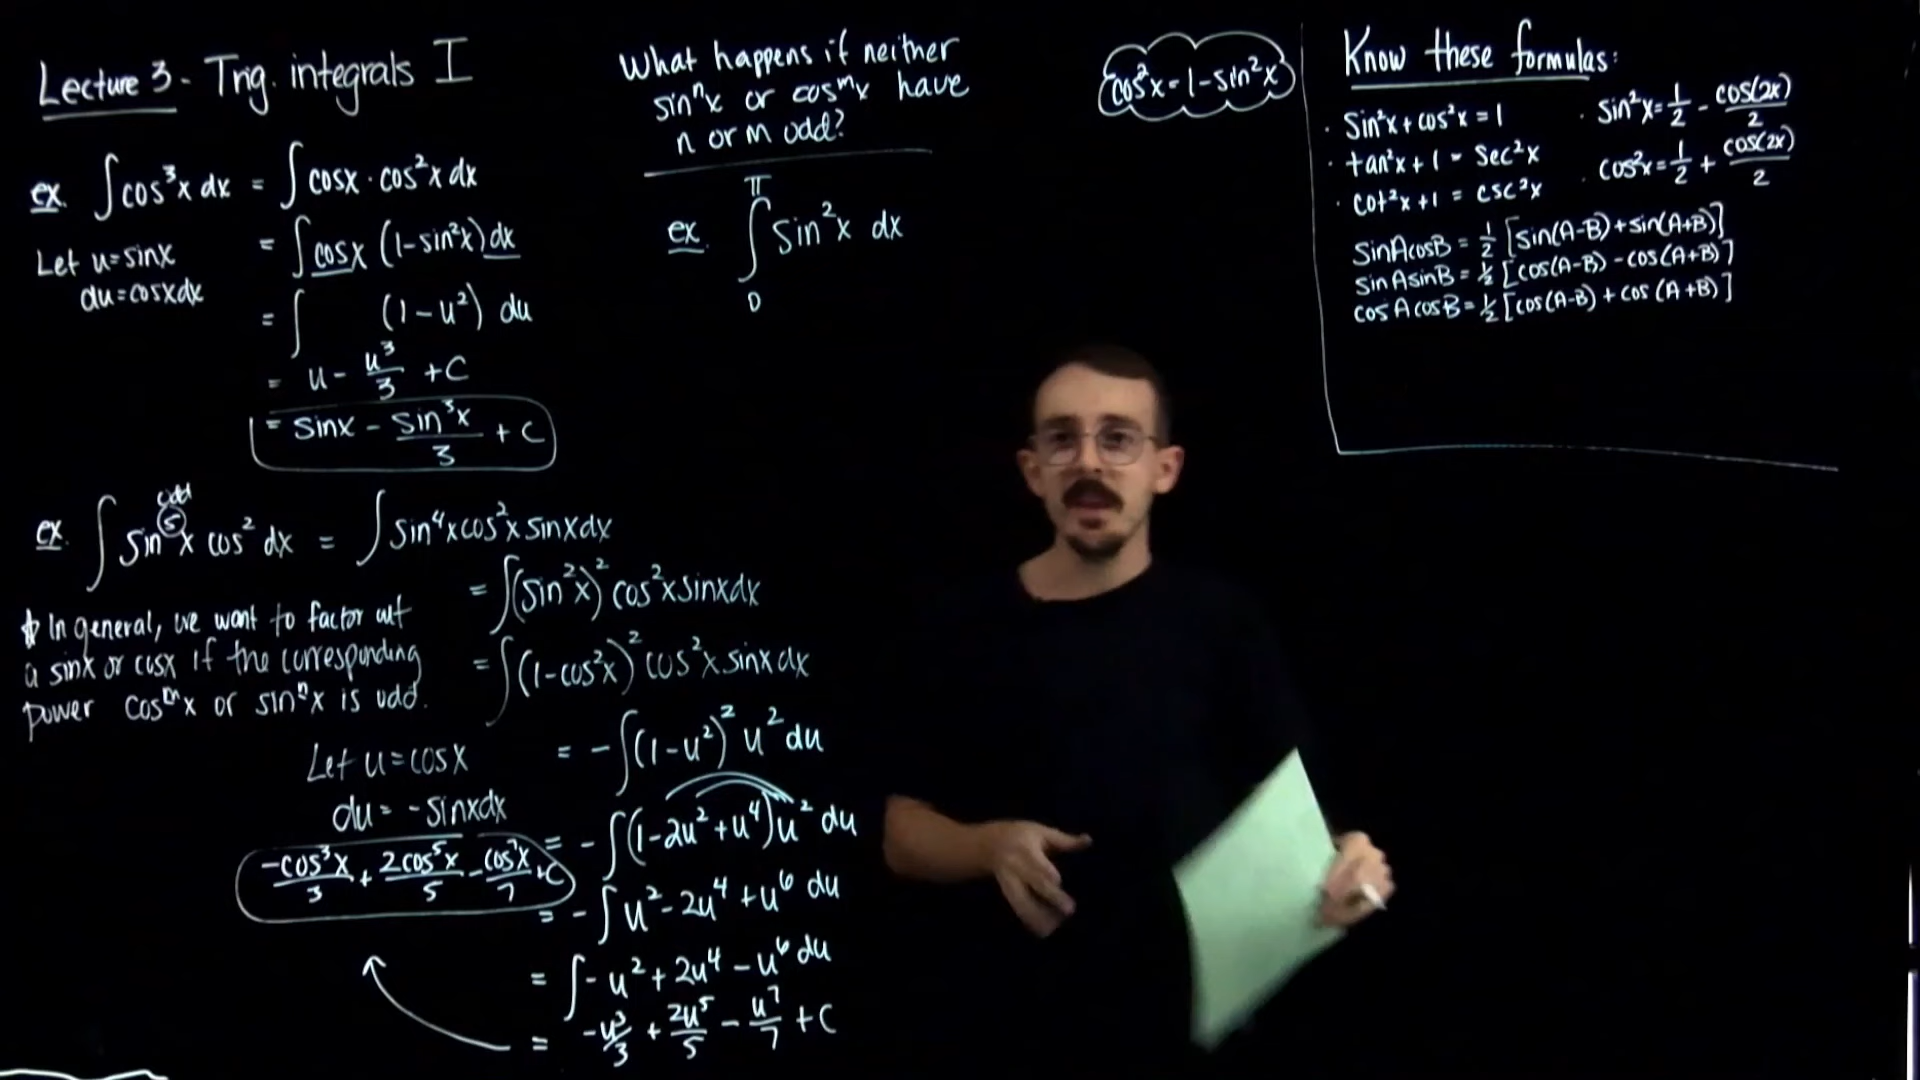 Lecture 3 - Trig. integrals I
ex. ∫cos³x dx = ∫cosx · cos²x dx
Let u=sinx
du=cosxdx
= ∫cosx (1-sin²x)dx
= ∫ (1-u²) du
= u - u³/3 + C
= sinx - sin³x/3 + C
odd
ex. ∫sin⁵x cos² dx = ∫sin⁴xcos²x sinxdx
= ∫(sin²x)² cos²xsinxdx
= ∫(1-cos²x)² cos²x sinx dx
* In general, we want to factor out
a sinx or cosx if the corresponding
power cosᵐx or sinⁿx is odd.
Let u=cosx
du= -sinxdx
= -∫(1-u²)² u² du
= -∫(1-2u²+u⁴)u² du
= -∫u²-2u⁴+u⁶ du
= ∫-u²+2u⁴-u⁶ du
= -u³/3 + 2u⁵/5 - u⁷/7 + C
-cos³x/3 + 2cos⁵x/5 - cos⁷x/7 + C
What happens if neither
sinⁿx or cosᵐx have
n or m odd?
ex. ∫₀^π sin²x dx
cos²x = 1-sin²x
Know these formulas:
· sin²x+cos²x = 1
· tan²x+1 = sec²x
· cot²x+1 = csc²x
· sin²x = 1/2 - cos(2x)/2
· cos²x = 1/2 + cos(2x)/2
sinAcosB = 1/2 [sin(A-B)+sin(A+B)]
sinAsinB = 1/2 [cos(A-B) - cos(A+B)]
cosAcosB = 1/2 [cos(A-B) + cos(A+B)]